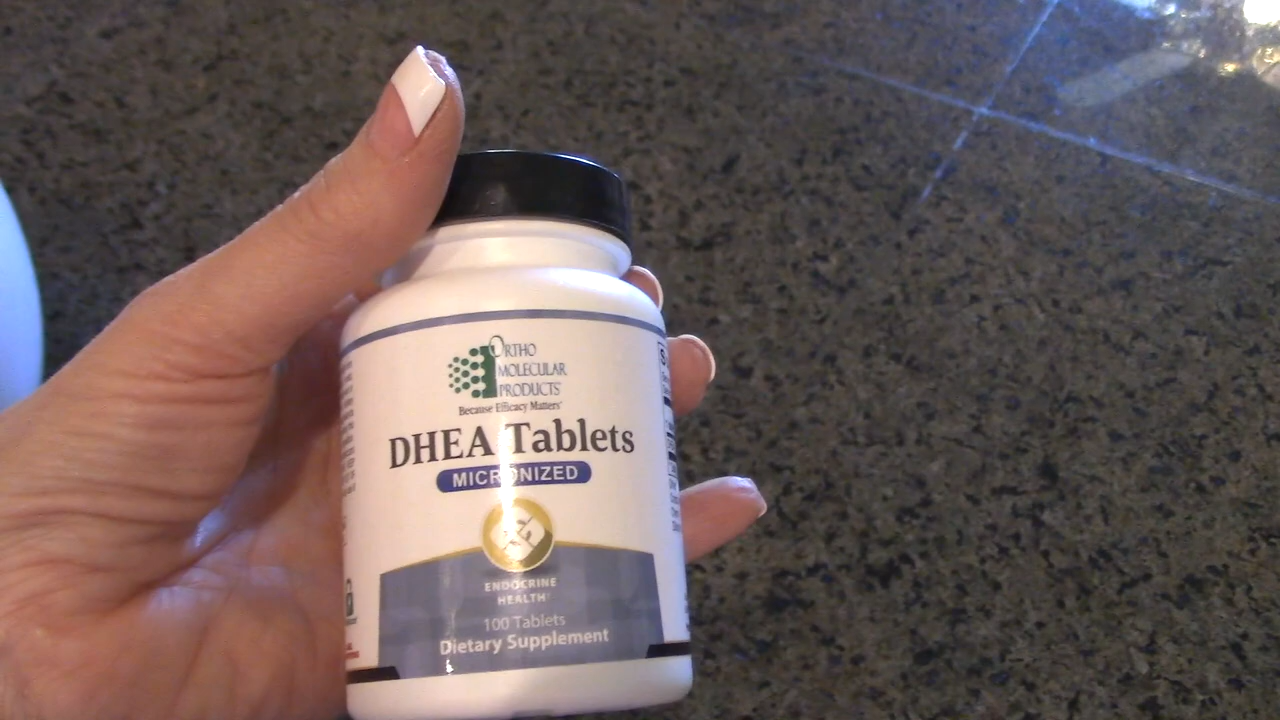 ORTHO
MOLECULAR
PRODUCTS
Because Efficacy Matters
DHEA Tablets
MICRONIZED
ENDOCRINE
HEALTH
100 Tablets
Dietary Supplement